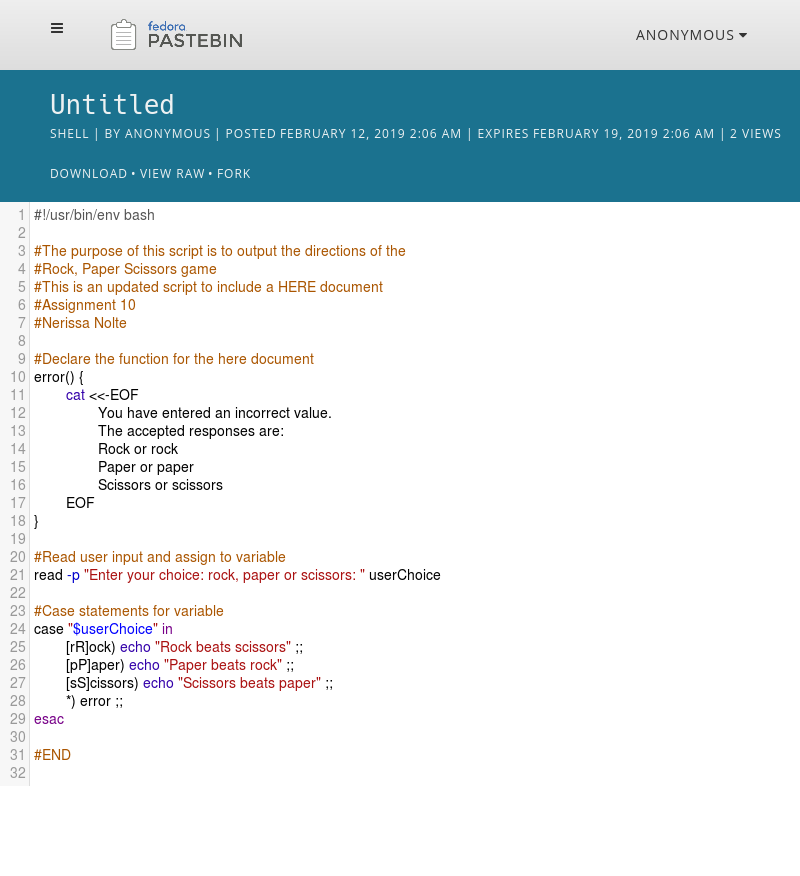 fedora
PASTEBIN
ANONYMOUS
Untitled
SHELL | BY ANONYMOUS | POSTED FEBRUARY 12, 2019 2:06 AM | EXPIRES FEBRUARY 19, 2019 2:06 AM | 2 VIEWS
DOWNLOAD • VIEW RAW • FORK
1 #!/usr/bin/env bash
2
3 #The purpose of this script is to output the directions of the
4 #Rock, Paper Scissors game
5 #This is an updated script to include a HERE document
6 #Assignment 10
7 #Nerissa Nolte
8
9 #Declare the function for the here document
10 error() {
11 cat <<-EOF
12 You have entered an incorrect value.
13 The accepted responses are:
14 Rock or rock
15 Paper or paper
16 Scissors or scissors
17 EOF
18 }
19
20 #Read user input and assign to variable
21 read -p "Enter your choice: rock, paper or scissors: " userChoice
22
23 #Case statements for variable
24 case "$userChoice" in
25 [rR]ock) echo "Rock beats scissors" ;;
26 [pP]aper) echo "Paper beats rock" ;;
27 [sS]cissors) echo "Scissors beats paper" ;;
28 *) error ;;
29 esac
30
31 #END
32